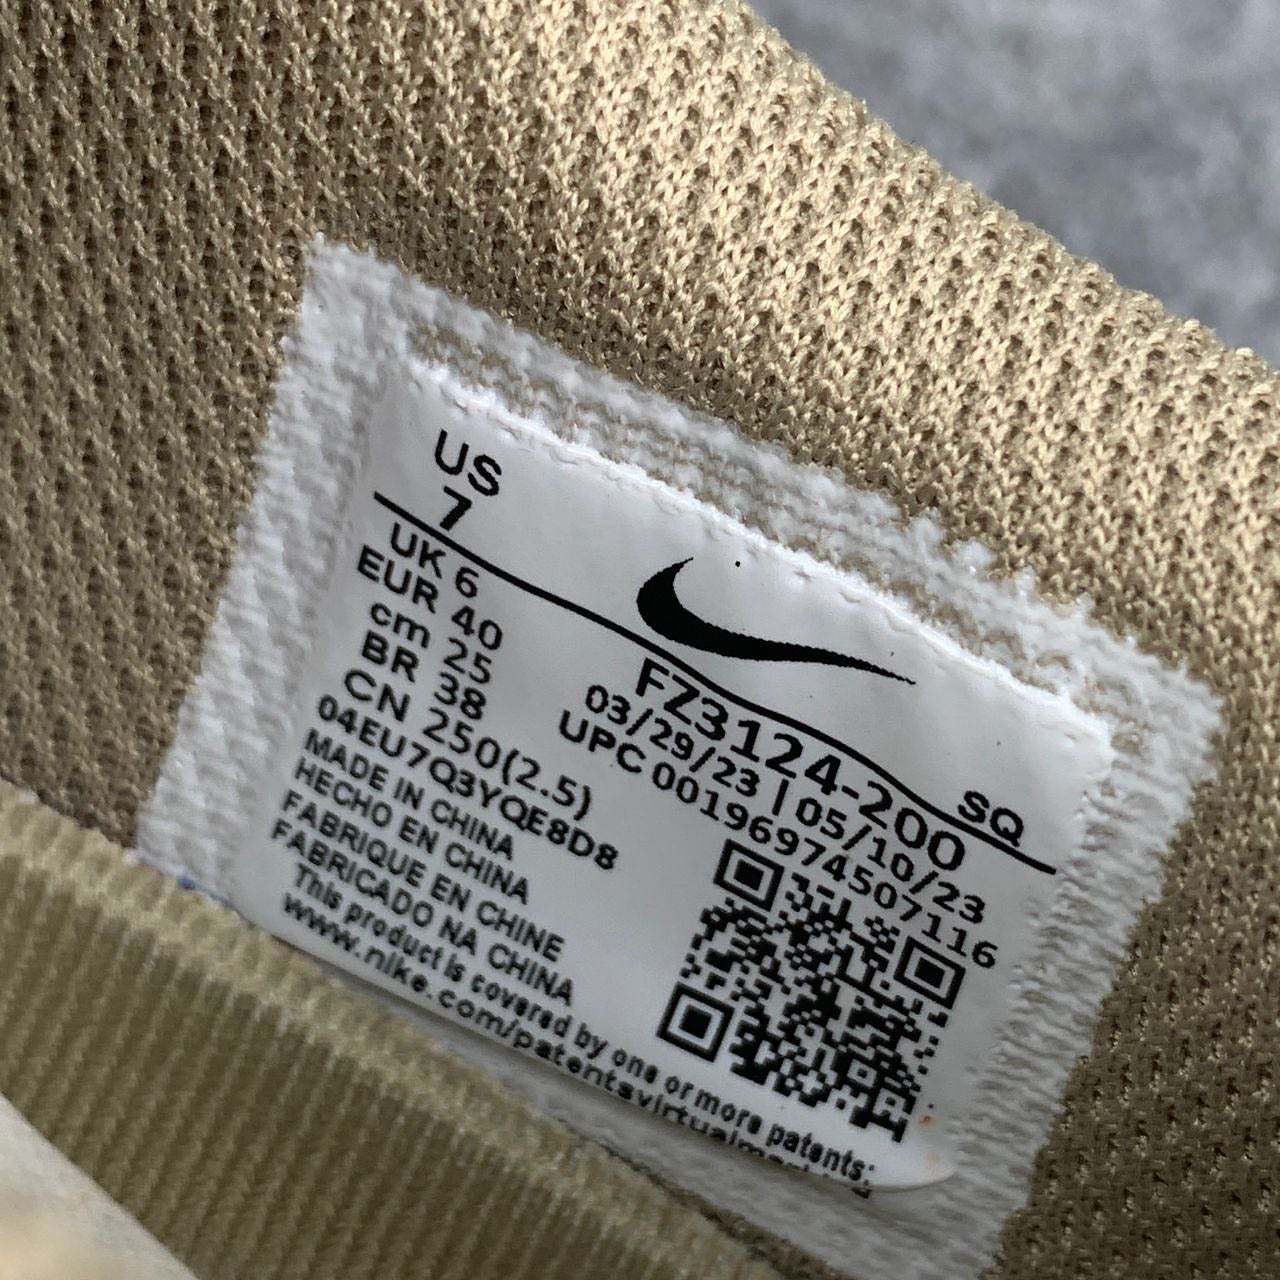 US
7
UK 6
EUR 40
cm 25
BR 38
CN 250(2.5)
04EU7Q3YQE8D8
MADE IN CHINA
HECHO EN CHINA
FABRIQUE EN CHINE
FABRICADO NA CHINA
This product is covered by one or more patents:
www.nike.com/patentsvirtualmarking
SQ
FZ3124-200
03/29/23 | 05/10/23
UPC 00196974507116